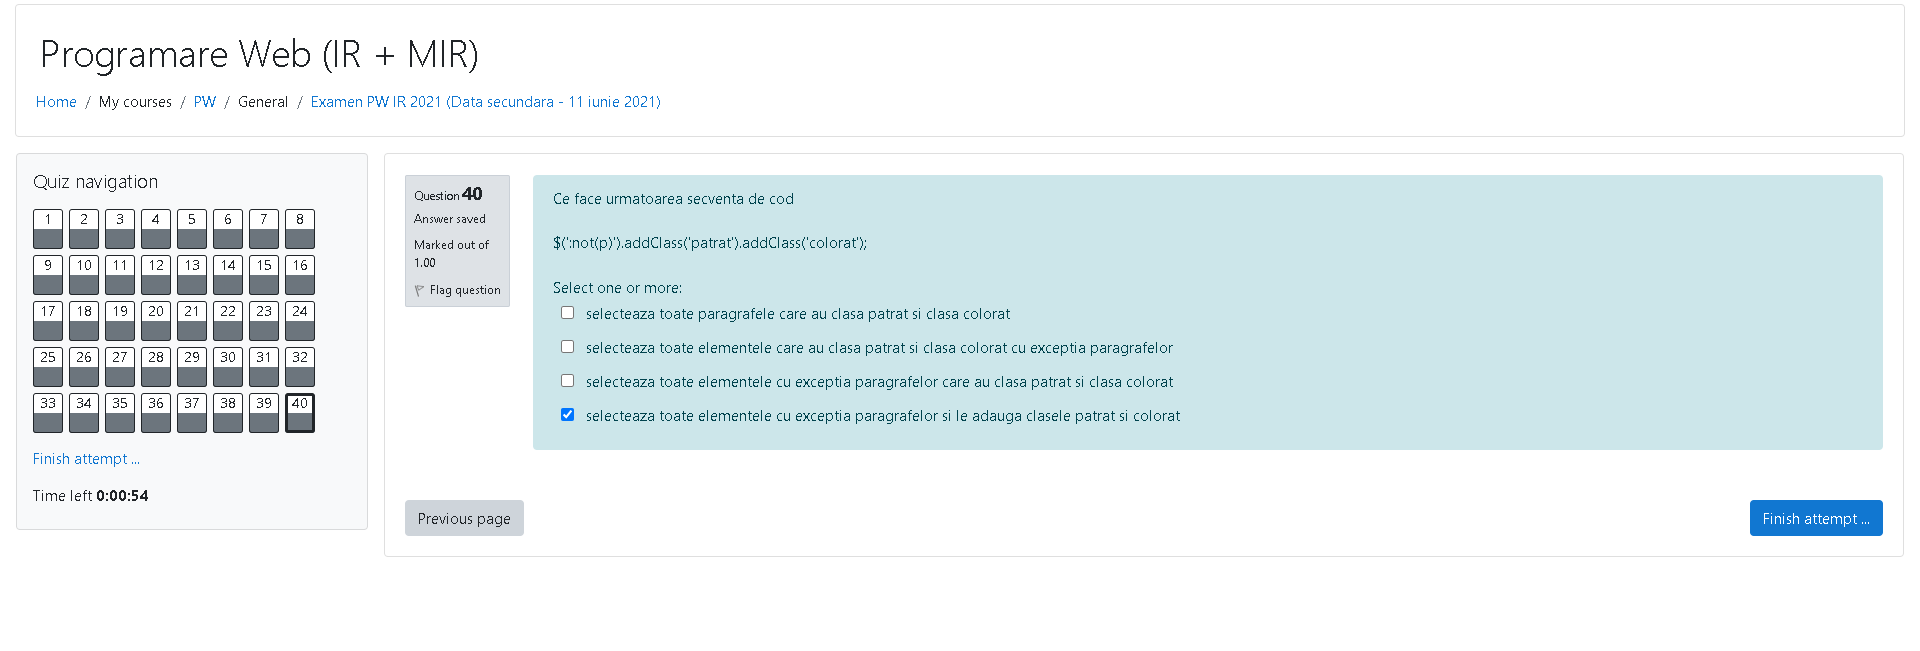 Programare Web (IR + MIR)
Home / My courses / PW / General / Examen PW IR 2021 (Data secundara - 11 iunie 2021)
Quiz navigation
1 2 3 4 5 6 7 8
9 10 11 12 13 14 15 16
17 18 19 20 21 22 23 24
25 26 27 28 29 30 31 32
33 34 35 36 37 38 39 40
Finish attempt ...
Time left 0:00:54
Question 40
Answer saved
Marked out of
1.00
Flag question
Ce face urmatoarea secventa de cod
$(':not(p)').addClass('patrat').addClass('colorat');
Select one or more:
selecteaza toate paragrafele care au clasa patrat si clasa colorat
selecteaza toate elementele care au clasa patrat si clasa colorat cu exceptia paragrafelor
selecteaza toate elementele cu exceptia paragrafelor care au clasa patrat si clasa colorat
selecteaza toate elementele cu exceptia paragrafelor si le adauga clasele patrat si colorat
Previous page
Finish attempt ...